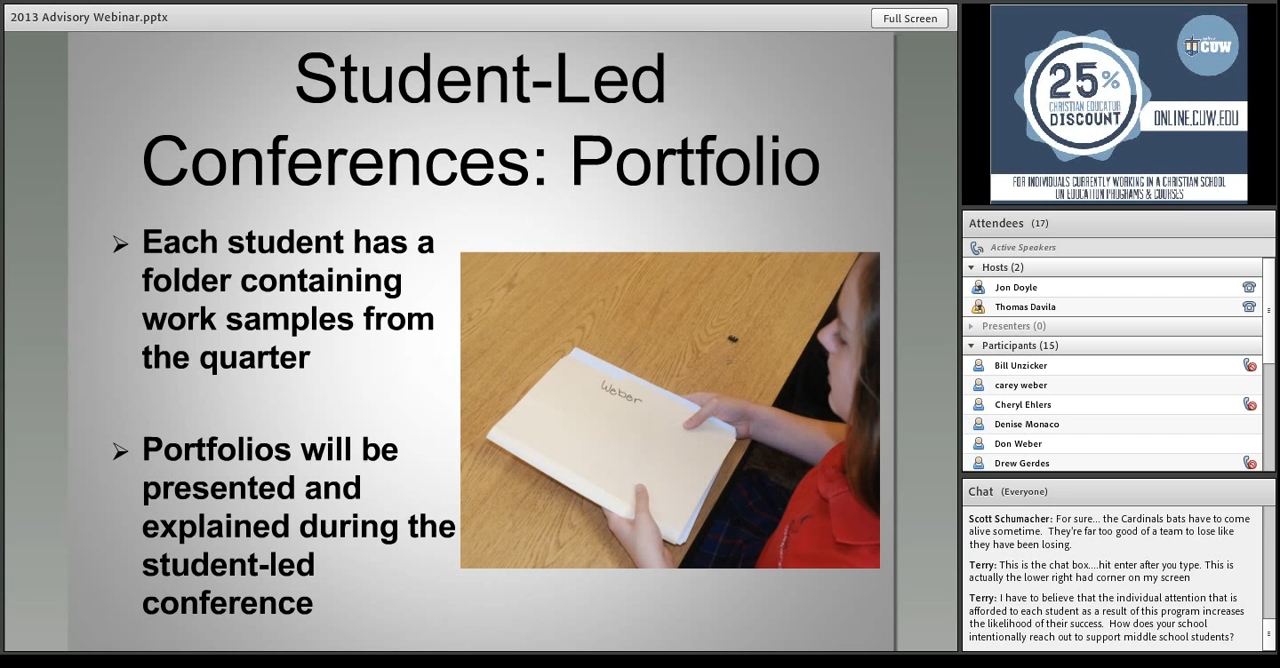 2013 Advisory Webinar.pptx
Full Screen
Student-Led
Conferences: Portfolio
Each student has a
folder containing
work samples from
the quarter
Portfolios will be
presented and
explained during the
student-led
conference
Weber
CUW
25%
CHRISTIAN EDUCATOR
DISCOUNT
ONLINE.CUW.EDU
FOR INDIVIDUALS CURRENTLY WORKING IN A CHRISTIAN SCHOOL
ON EDUCATION PROGRAMS & COURSES
Attendees (17)
Active Speakers
Hosts (2)
Jon Doyle
Thomas Davila
Presenters (0)
Participants (15)
Bill Unzicker
carey weber
Cheryl Ehlers
Denise Monaco
Don Weber
Drew Gerdes
Chat (Everyone)
Scott Schumacher: For sure... the Cardinals bats have to come
alive sometime. They're far too good of a team to lose like
they have been losing.
Terry: This is the chat box....hit enter after you type. This is
actually the lower right had corner on my screen
Terry: I have to believe that the individual attention that is
afforded to each student as a result of this program increases
the likelihood of their success. How does your school
intentionally reach out to support middle school students?